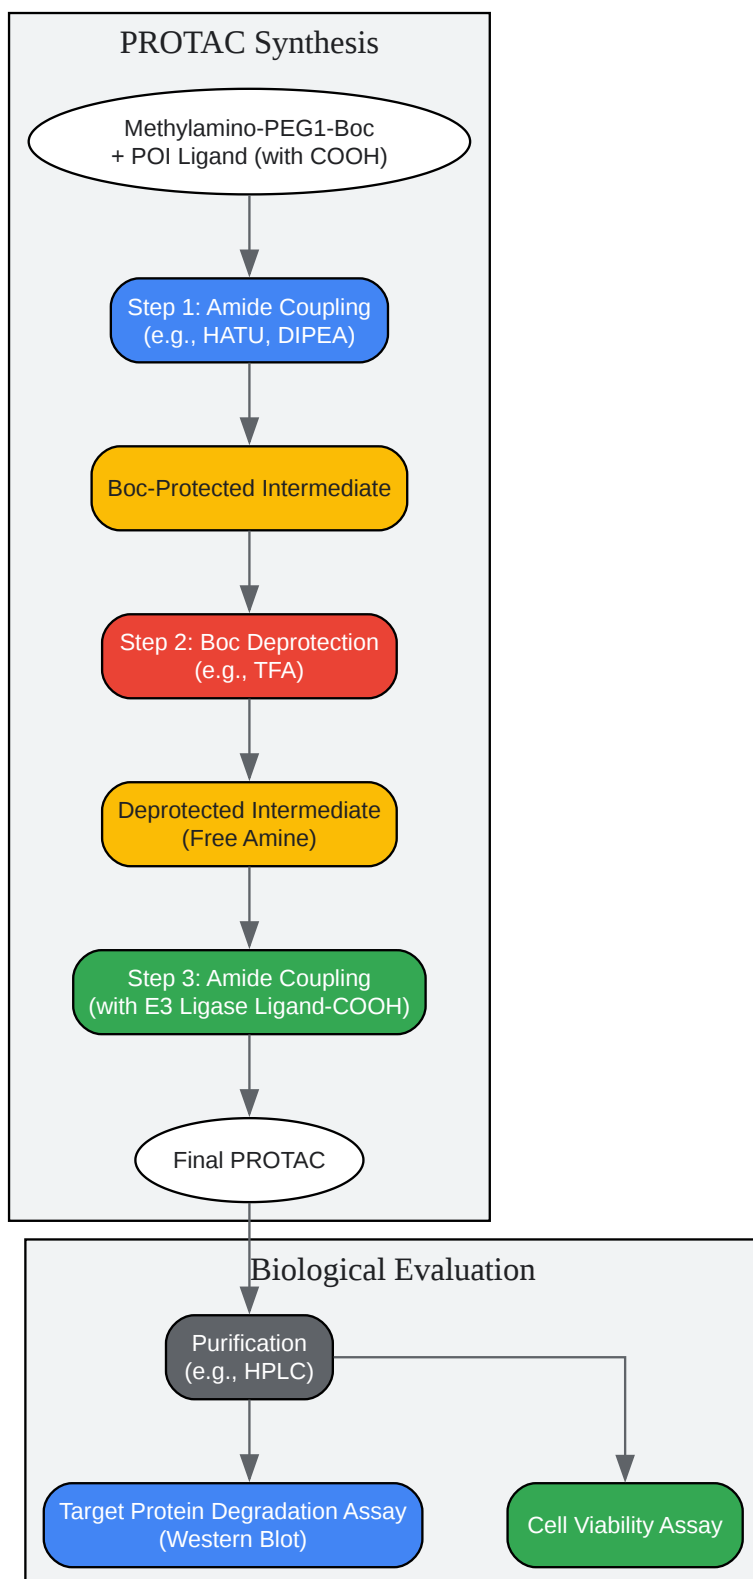 PROTAC Synthesis
Methylamino-PEG1-Boc
+ POI Ligand (with COOH)
Step 1: Amide Coupling
(e.g., HATU, DIPEA)
Boc-Protected Intermediate
Step 2: Boc Deprotection
(e.g., TFA)
Deprotected Intermediate
(Free Amine)
Step 3: Amide Coupling
(with E3 Ligase Ligand-COOH)
Final PROTAC
Biological Evaluation
Purification
(e.g., HPLC)
Target Protein Degradation Assay
(Western Blot)
Cell Viability Assay